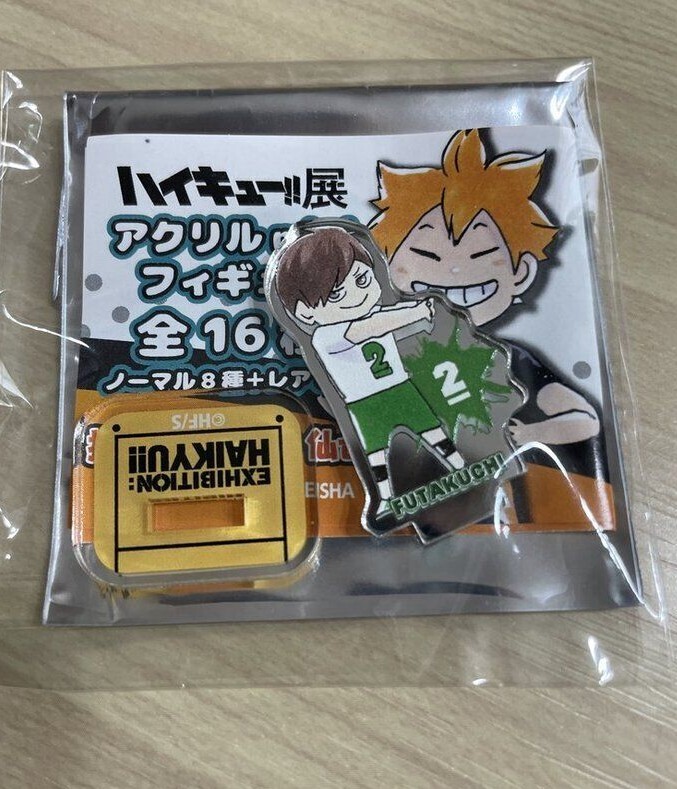 ハイキュー!!展
アクリル
フィギ
全16種
ノーマル8種+レア
2
2
FUTAKUCHI
©HF/S
EXHIBITION:
HAIKYU!!
EISHA